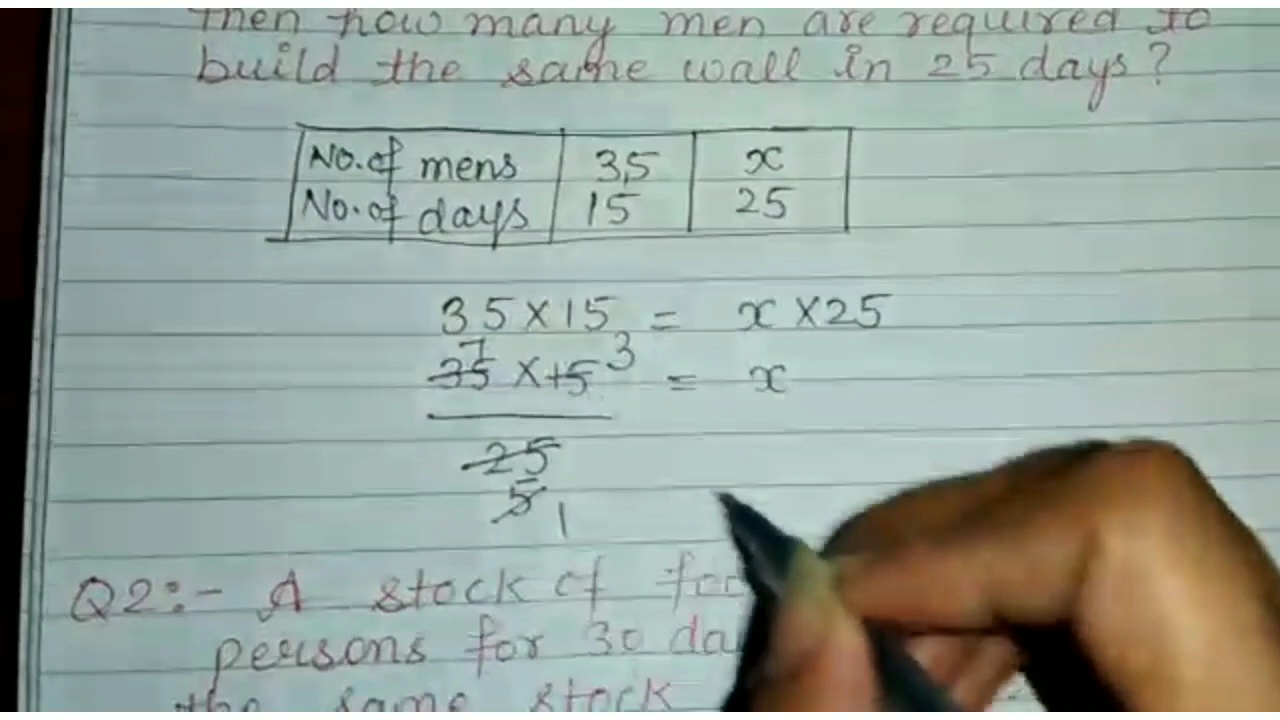 Then how many men are required to
build the same wall in 25 days?
No. of mens 35 x
No. of days 15 25
35 × 15 = x × 25
7 3
35 × 15 = x
25
5 1
Q2:- A stock of
persons for 30
the same stock